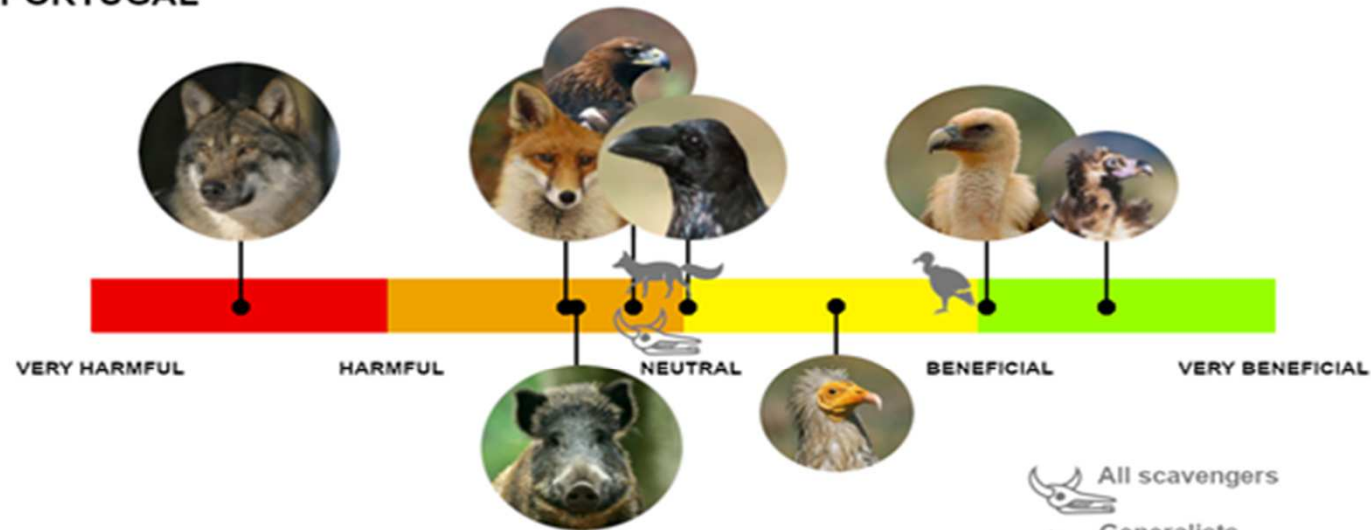 PORTUGAL
VERY HARMFUL
HARMFUL
NEUTRAL
BENEFICIAL
VERY BENEFICIAL
All scavengers
Generalists